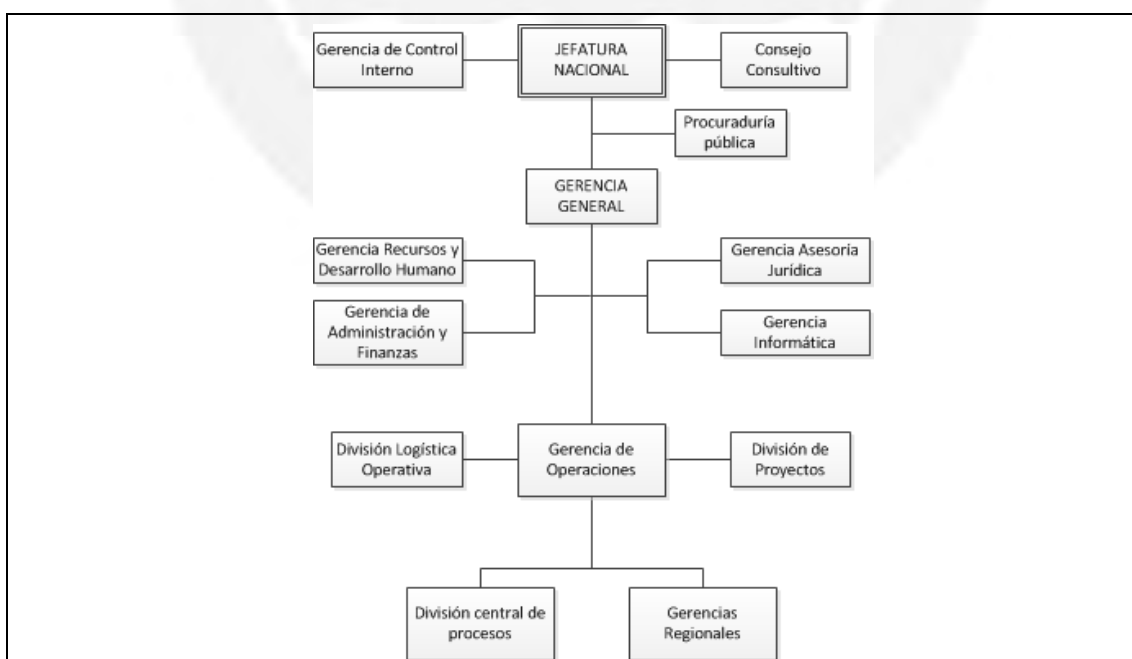 Gerencia de Control
Interno
JEFATURA
NACIONAL
Consejo
Consultivo
Procuraduría
pública
GERENCIA
GENERAL
Gerencia Recursos y
Desarrollo Humano
Gerencia Asesoria
Jurídica
Gerencia de
Administración y
Finanzas
Gerencia
Informática
División Logística
Operativa
Gerencia de
Operaciones
División de
Proyectos
División central de
procesos
Gerencias
Regionales